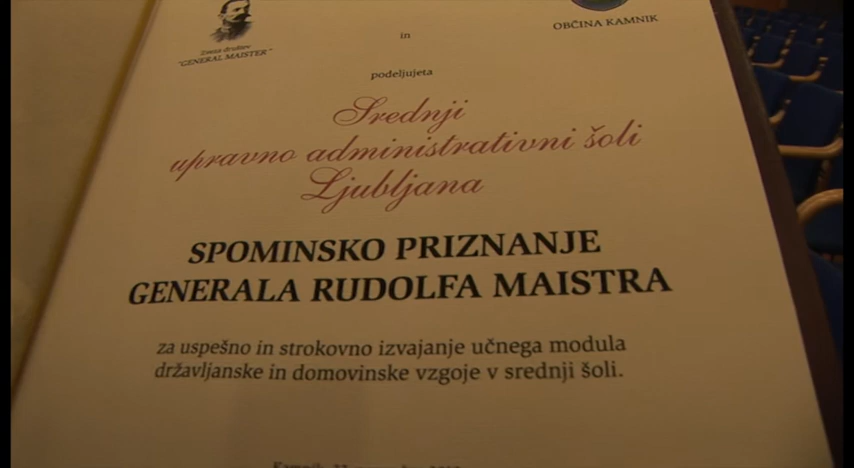 Zveza društev
"GENERAL MAISTER"
OBČINA KAMNIK
in
podeljujeta
Srednji
upravno administrativni šoli
Ljubljana
SPOMINSKO PRIZNANJE
GENERALA RUDOLFA MAISTRA
za uspešno in strokovno izvajanje učnega modula
državljanske in domovinske vzgoje v srednji šoli.